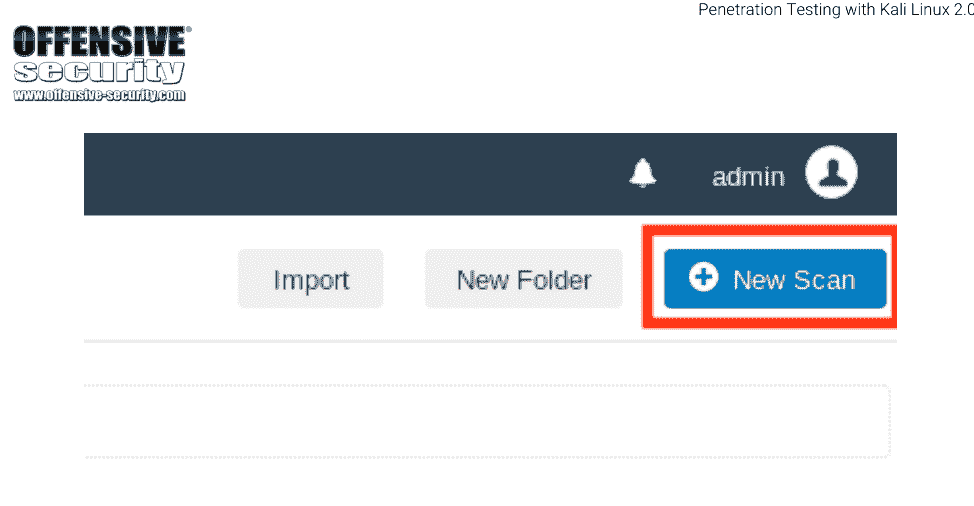 Penetration Testing with Kali Linux 2.0
OFFENSIVE
security
www.offensive-security.com
admin
Import
New Folder
New Scan